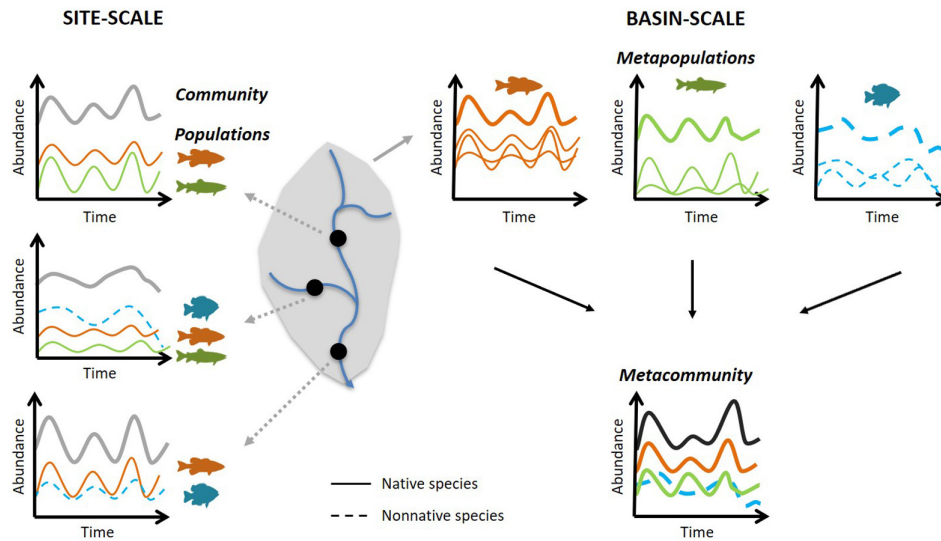 SITE-SCALE
BASIN-SCALE
Community
Populations
Abundance
Time
Abundance
Time
Abundance
Time
Metapopulations
Abundance
Time
Abundance
Time
Abundance
Time
Metacommunity
Abundance
Time
Native species
Nonnative species